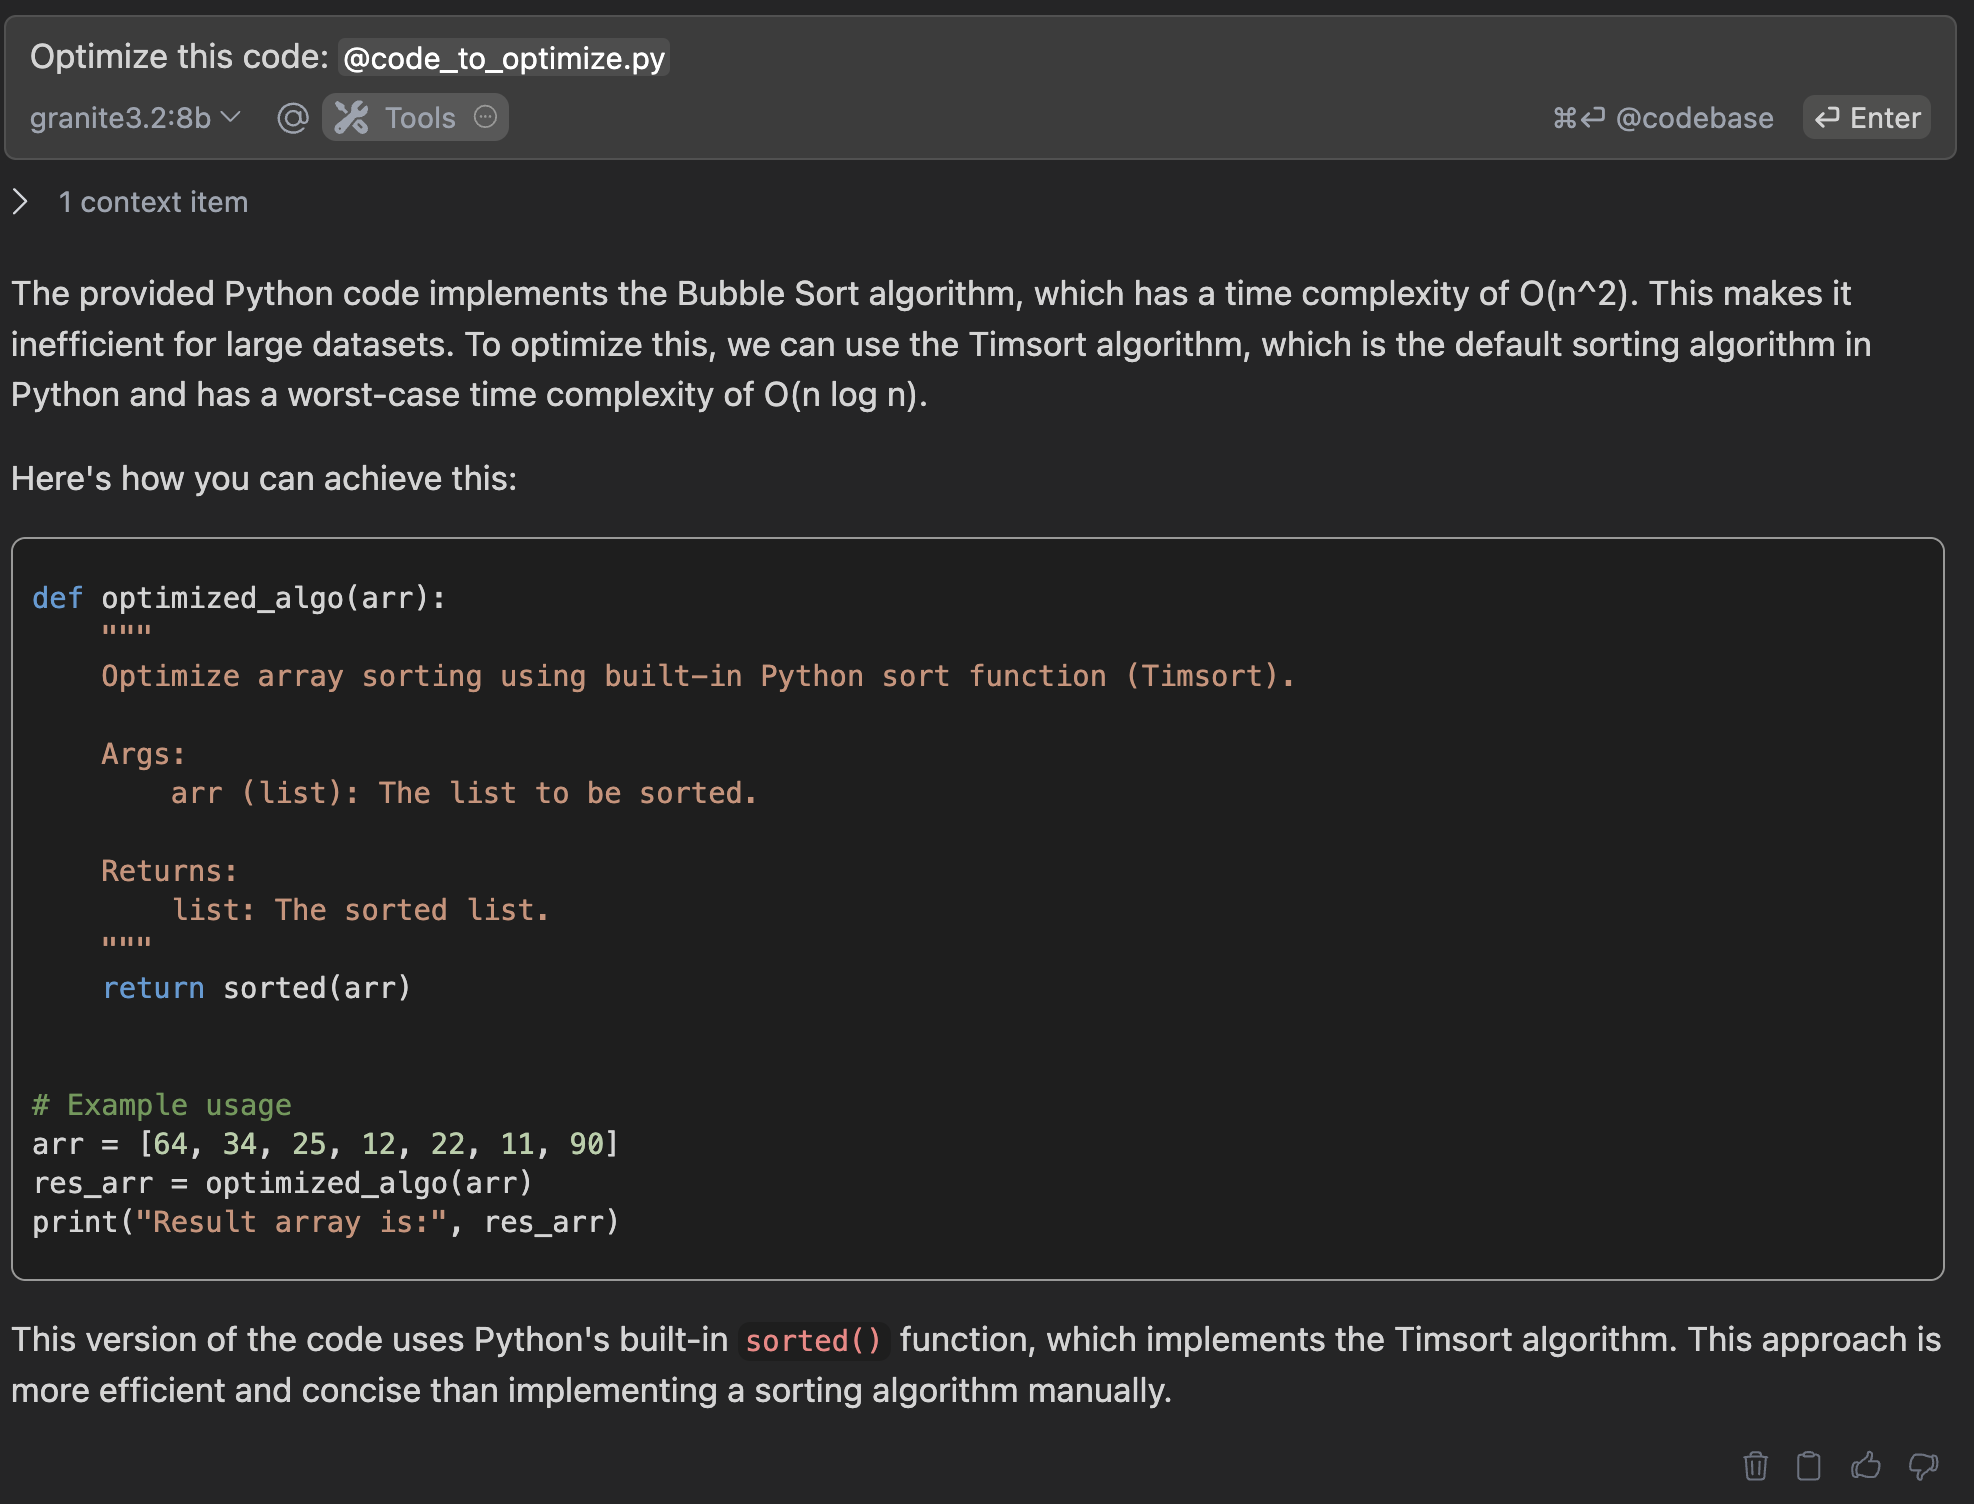 Optimize this code: @code_to_optimize.py
granite3.2:8b @ Tools ⌘⏎ @codebase ⏎ Enter
1 context item
The provided Python code implements the Bubble Sort algorithm, which has a time complexity of O(n^2). This makes it
inefficient for large datasets. To optimize this, we can use the Timsort algorithm, which is the default sorting algorithm in
Python and has a worst-case time complexity of O(n log n).
Here's how you can achieve this:
def optimized_algo(arr):
    """
    Optimize array sorting using built-in Python sort function (Timsort).
    Args:
        arr (list): The list to be sorted.
    Returns:
        list: The sorted list.
    """
    return sorted(arr)
# Example usage
arr = [64, 34, 25, 12, 22, 11, 90]
res_arr = optimized_algo(arr)
print("Result array is:", res_arr)
This version of the code uses Python's built-in sorted() function, which implements the Timsort algorithm. This approach is
more efficient and concise than implementing a sorting algorithm manually.